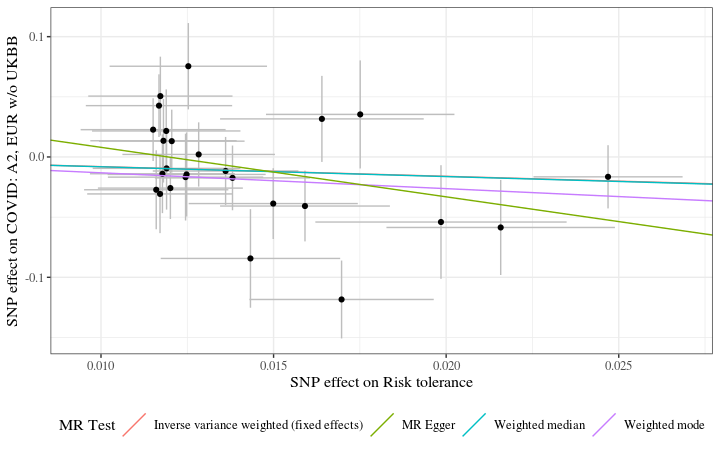 SNP effect on COVID: A2, EUR w/o UKBB
0.1
0.0
-0.1
0.010 0.015 0.020 0.025
SNP effect on Risk tolerance
MR Test Inverse variance weighted (fixed effects) MR Egger Weighted median Weighted mode